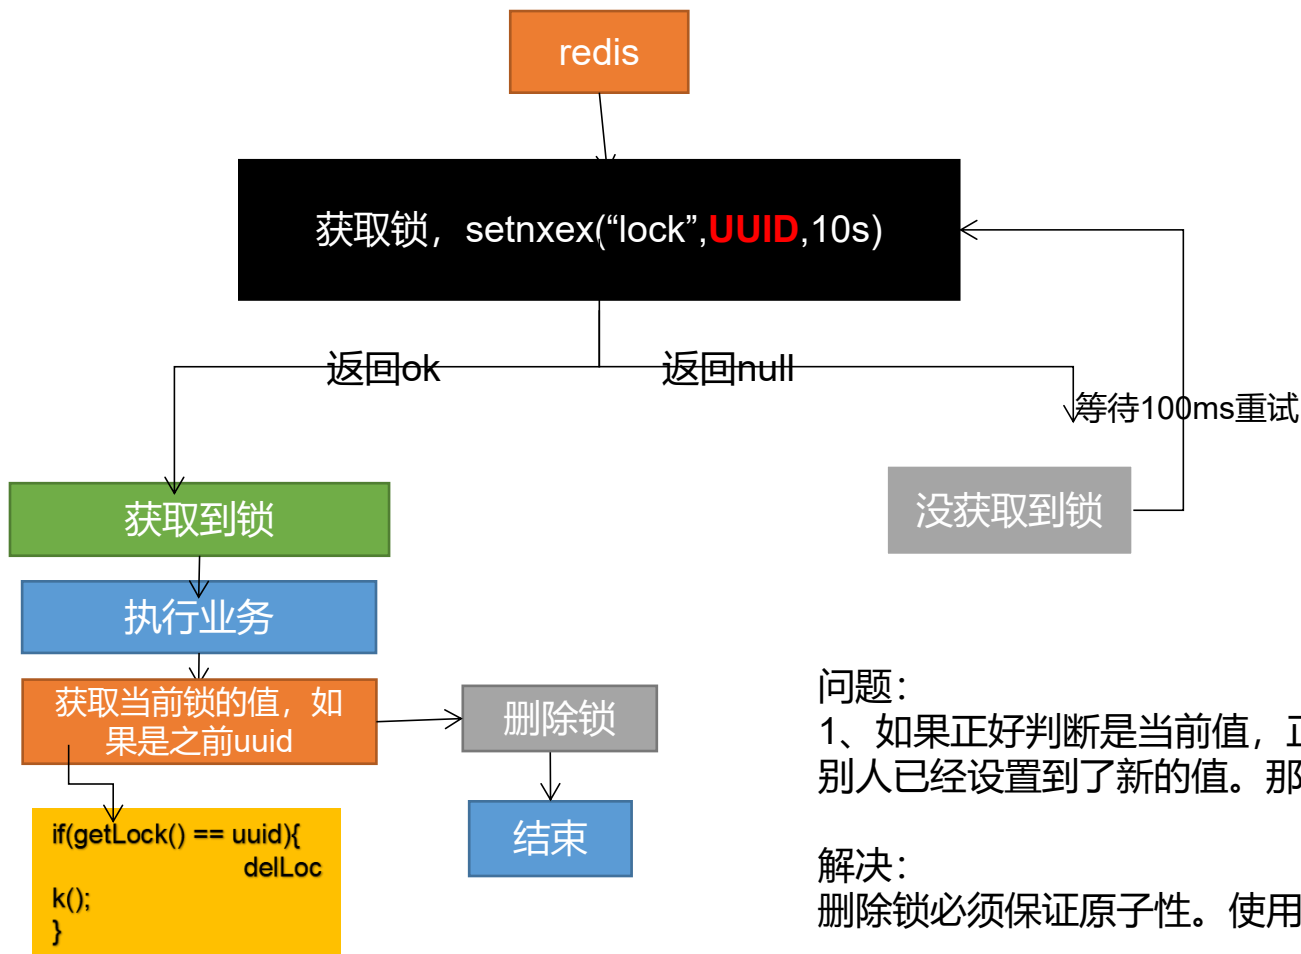 redis
获取锁，setnxex(“lock”,UUID,10s)
返回ok
返回null
等待100ms重试
获取到锁
没获取到锁
执行业务
获取当前锁的值，如
果是之前uuid
删除锁
结束
if(getLock() == uuid){
delLoc
k();
}
问题：
1、如果正好判断是当前值，正
别人已经设置到了新的值。那
解决：
删除锁必须保证原子性。使用